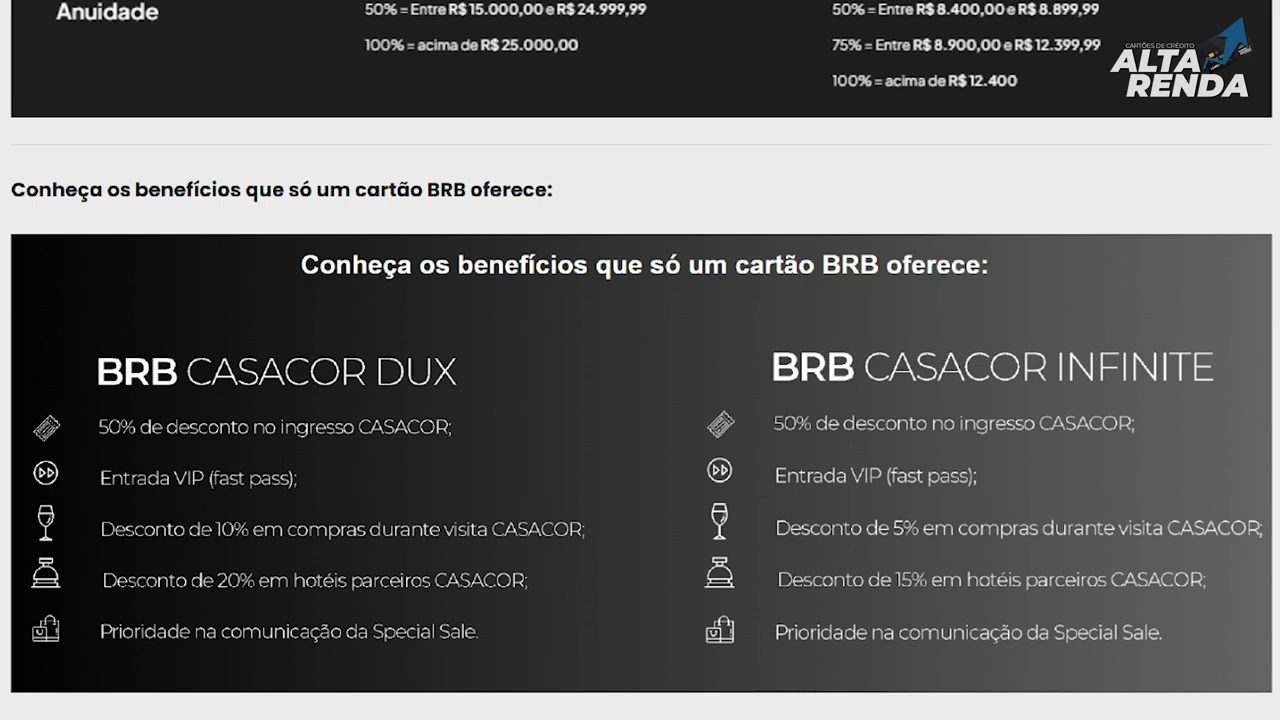 Anuidade
50% = Entre R$ 15.000,00 e R$ 24.999,99
100% = acima de R$ 25.000,00
50% = Entre R$ 8.400,00 e R$ 8.899,99
75% = Entre R$ 8.900,00 e R$ 12.399,99
100% = acima de R$ 12.400
CARTÕES DE CRÉDITO
ALTA
RENDA
Conheça os benefícios que só um cartão BRB oferece:
Conheça os benefícios que só um cartão BRB oferece:
BRB CASACOR DUX
50% de desconto no ingresso CASACOR;
Entrada VIP (fast pass);
Desconto de 10% em compras durante visita CASACOR;
Desconto de 20% em hotéis parceiros CASACOR;
Prioridade na comunicação da Special Sale.
BRB CASACOR INFINITE
50% de desconto no ingresso CASACOR;
Entrada VIP (fast pass);
Desconto de 5% em compras durante visita CASACOR;
Desconto de 15% em hotéis parceiros CASACOR;
Prioridade na comunicação da Special Sale.